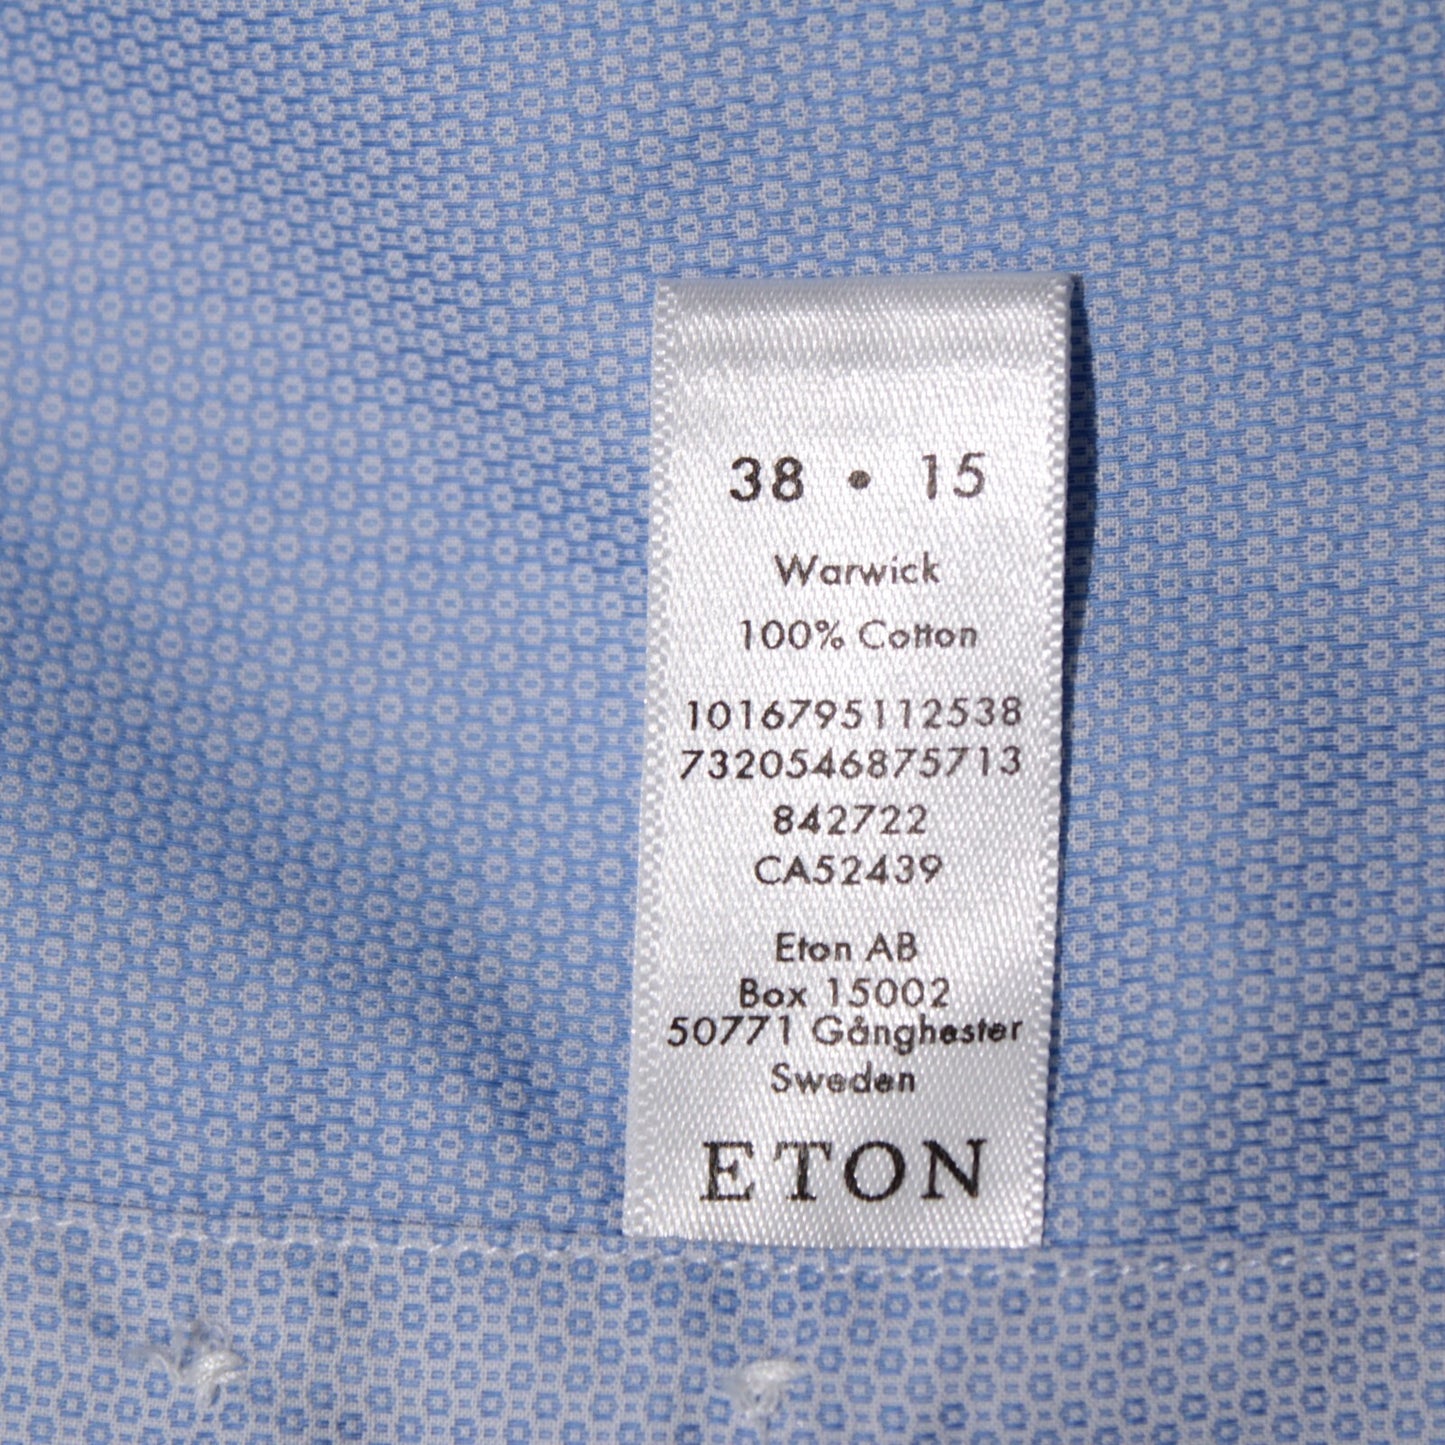 38 • 15
Warwick
100% Cotton
1016795112538
7320546875713
842722
CA52439
Eton AB
Box 15002
50771 Gånghester
Sweden
ETON